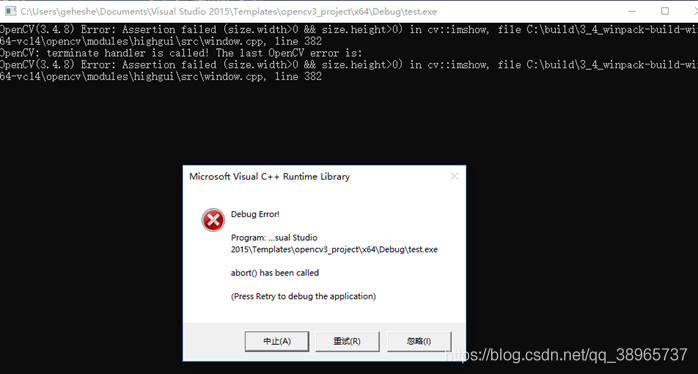 C:\Users\geheshe\Documents\Visual Studio 2015\Templates\opencv3_project\x64\Debug\test.exe
OpenCV(3.4.8) Error: Assertion failed (size.width>0 && size.height>0) in cv::imshow, file C:\build\3_4_winpack-build-wi
64-vc14\opencv\modules\highgui\src\window.cpp, line 382
OpenCV: terminate handler is called! The last OpenCV error is:
OpenCV(3.4.8) Error: Assertion failed (size.width>0 && size.height>0) in cv::imshow, file C:\build\3_4_winpack-build-wi
64-vc14\opencv\modules\highgui\src\window.cpp, line 382
Microsoft Visual C++ Runtime Library
Debug Error!
Program: ...sual Studio
2015\Templates\opencv3_project\x64\Debug\test.exe
abort() has been called
(Press Retry to debug the application)
中止(A)
重试(R)
忽略(I)
https://blog.csdn.net/qq_38965737